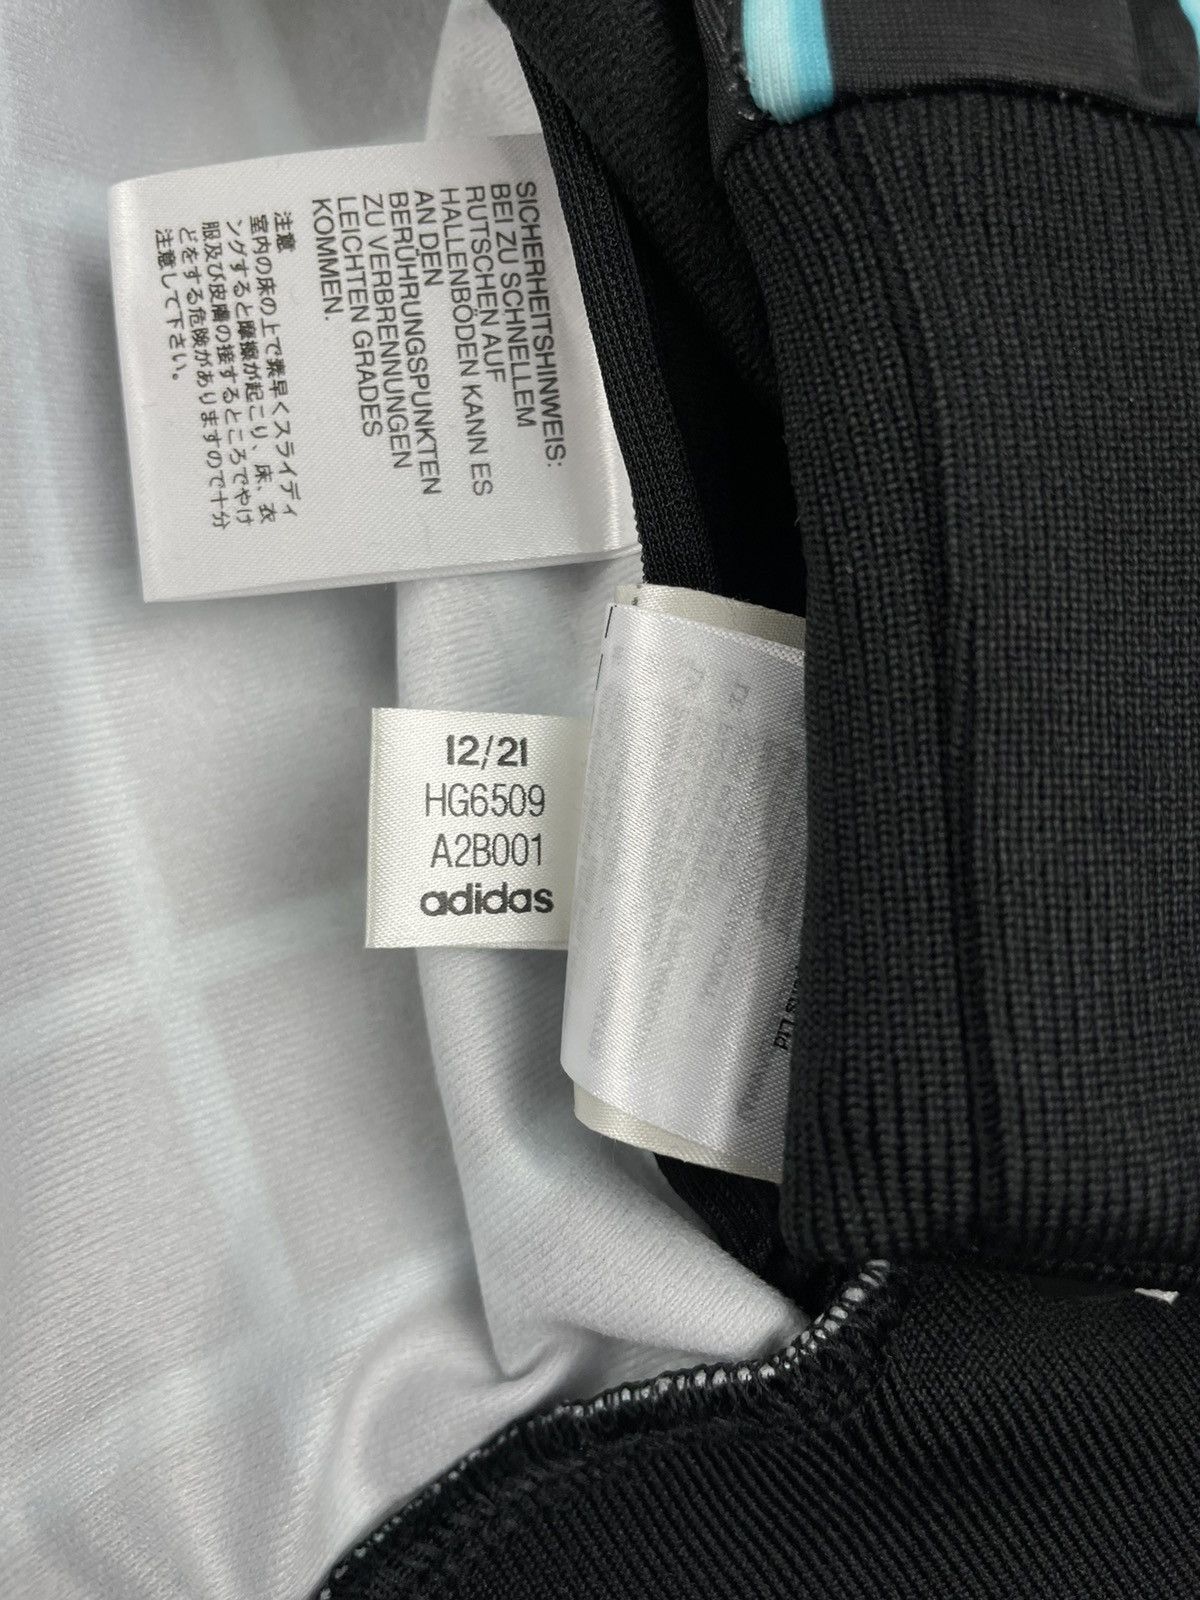 SICHERHEITSHINWEIS:
BEI ZU SCHNELLEM
RUTSCHEN AUF
HALLENBÖDEN KANN ES
AN DEN
BERÜHRUNGSPUNKTEN
ZU VERBRENNUNGEN
LEICHTEN GRADES
KOMMEN.
注意
室内の床の上で素早くスライディ
ングすると摩擦が起こり、床、衣
服及び皮膚の接するところでやけ
どをする危険がありますので十分
注意して下さい。
12/21
HG6509
A2B001
adidas
Ltd